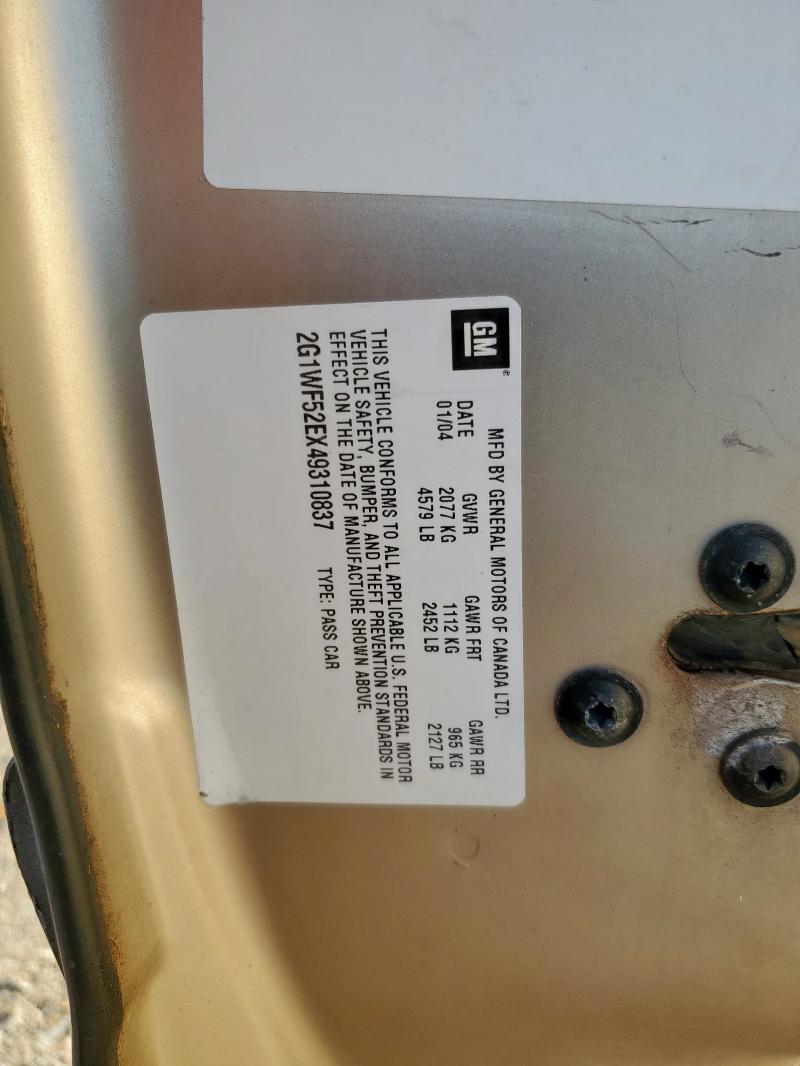 GM
®
MFD BY GENERAL MOTORS OF CANADA LTD.
DATE GVWR GAWR FRT GAWR RR
01/04 2077 KG 1112 KG 965 KG
4579 LB 2452 LB 2127 LB
THIS VEHICLE CONFORMS TO ALL APPLICABLE U.S. FEDERAL MOTOR
VEHICLE SAFETY, BUMPER, AND THEFT PREVENTION STANDARDS IN
EFFECT ON THE DATE OF MANUFACTURE SHOWN ABOVE.
2G1WF52EX49310837 TYPE: PASS CAR